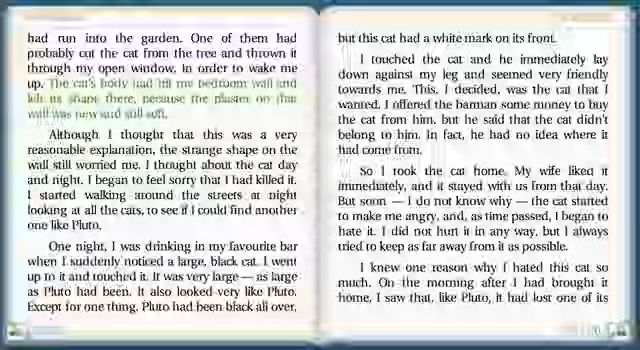 had run into the garden. One of them had
probably cut the cat from the tree and thrown it
through my open window, in order to wake me
up. The cat's body had hit my bedroom wall and
left its shape there, because the plaster on that
wall was new and still soft.
Although I thought that this was a very
reasonable explanation, the strange shape on the
wall still worried me. I thought about the cat day
and night. I began to feel sorry that I had killed it.
I started walking around the streets at night
looking at all the cats, to see if I could find another
one like Pluto.
One night, I was drinking in my favourite bar
when I suddenly noticed a large, black cat. I went
up to it and touched it. It was very large — as large
as Pluto had been. It also looked very like Pluto.
Except for one thing. Pluto had been black all over,
but this cat had a white mark on its front.
I touched the cat and he immediately lay
down against my leg and seemed very friendly
towards me. This, I decided, was the cat that I
wanted. I offered the barman some money to buy
the cat from him, but he said that the cat didn't
belong to him. In fact, he had no idea where it
had come from.
So I took the cat home. My wife liked it
immediately, and it stayed with us from that day.
But soon — I do not know why — the cat started
to make me angry, and, as time passed, I began to
hate it. I did not hurt it in any way, but I always
tried to keep as far away from it as possible.
I knew one reason why I hated this cat so
much. On the morning after I had brought it
home, I saw that, like Pluto, it had lost one of its